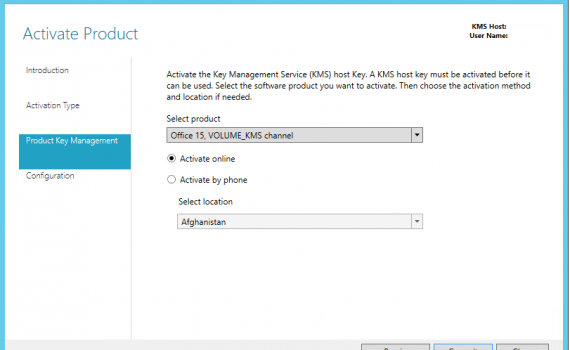 Activate Product
KMS Host:
User Name:
Introduction
Activation Type
Product Key Management
Configuration
Activate the Key Management Service (KMS) host Key. A KMS host key must be activated before it
can be used. Select the software product you want to activate. Then choose the activation method
and location if needed.
Select product
Office 15, VOLUME_KMS channel
Activate online
Activate by phone
Select location
Afghanistan